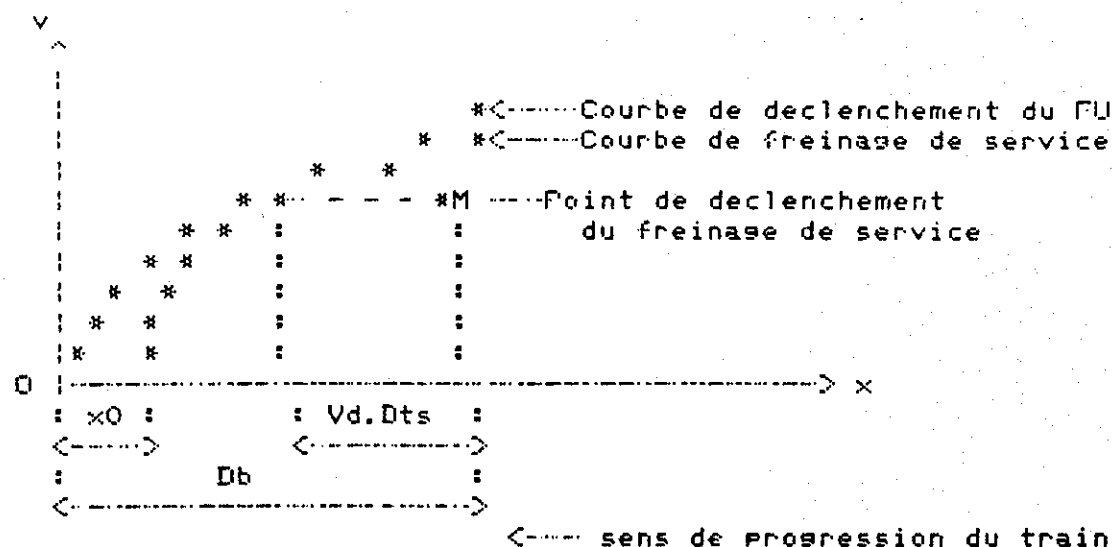 v
Courbe de declenchement du FU
Courbe de freinage de service
M Point de declenchement
du freinage de service
O x
x0 Vd.Dts
Db
sens de progression du train